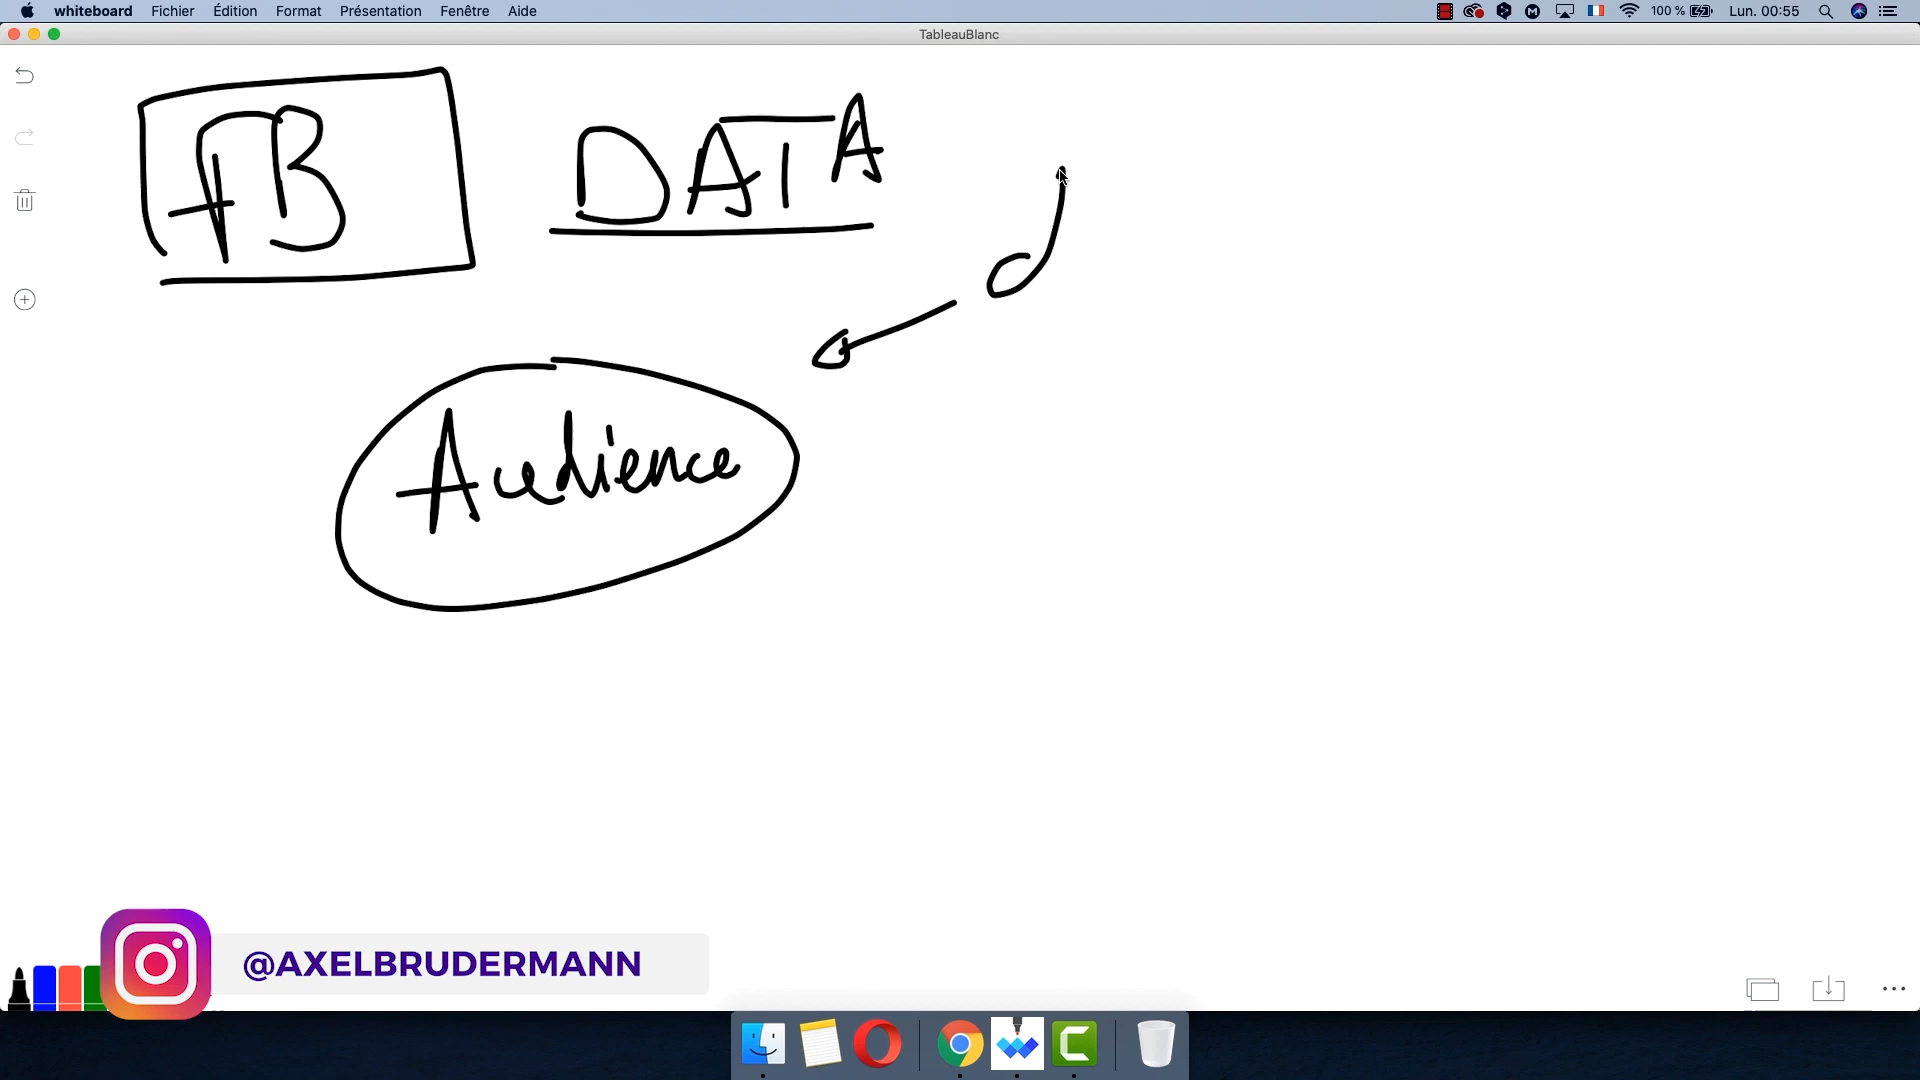 whiteboard Fichier Édition Format Présentation Fenêtre Aide 100 % Lun. 00:55
TableauBlanc
FB DATA
Audience
@AXELBRUDERMANN